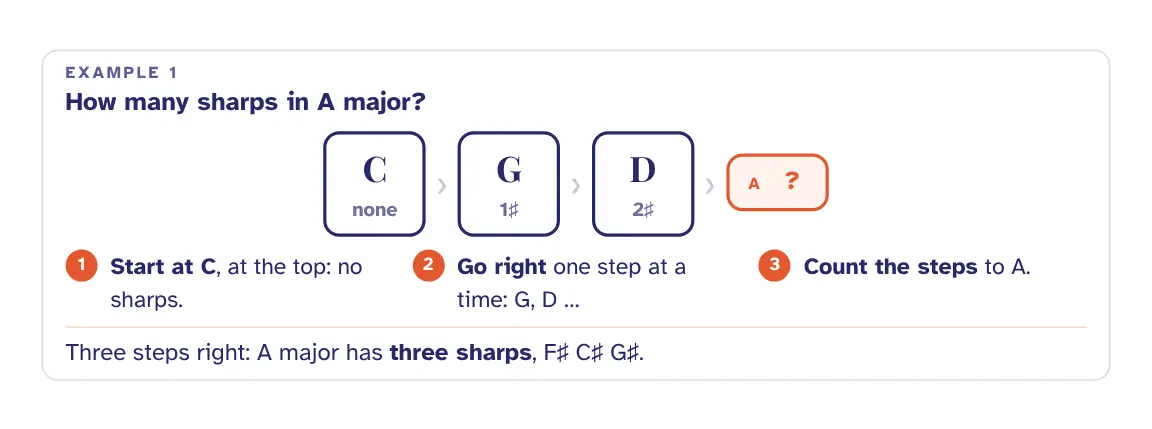 EXAMPLE 1
How many sharps in A major?
C
none
❯
G
1♯
❯
D
2♯
❯
A ?
1 Start at C, at the top: no
sharps.
2 Go right one step at a
time: G, D ...
3 Count the steps to A.
Three steps right: A major has three sharps, F♯ C♯ G♯.